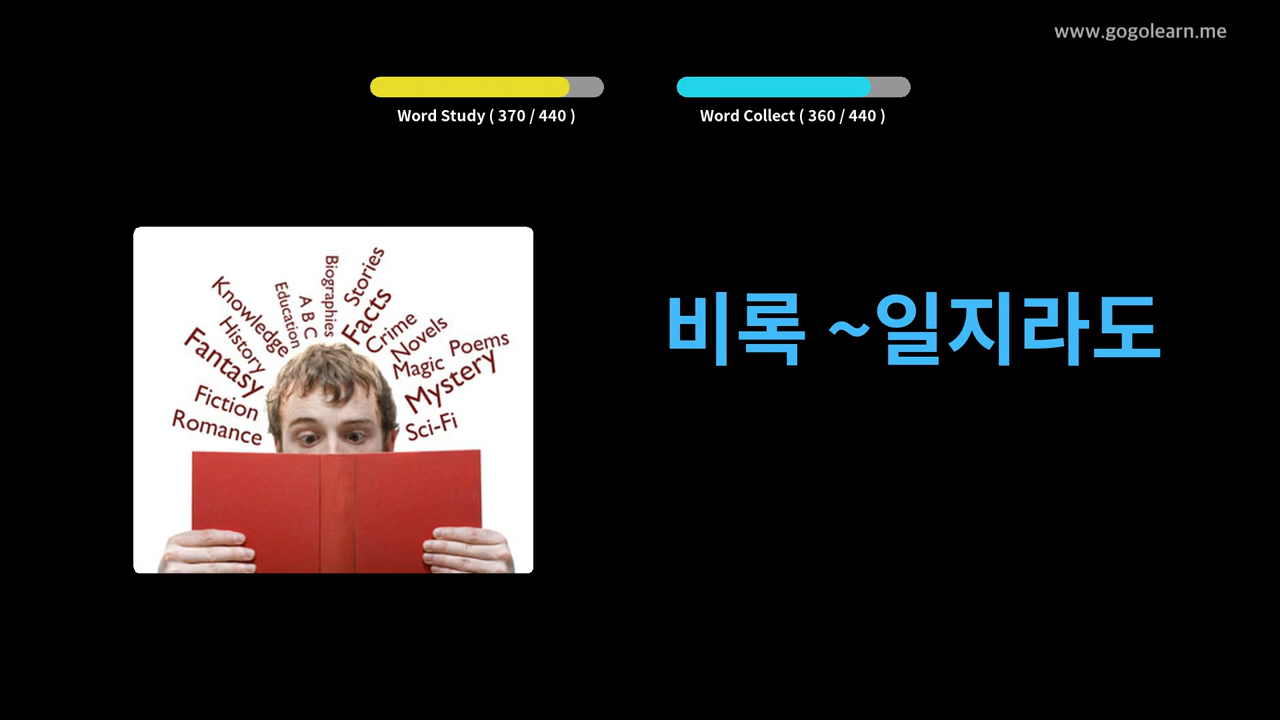 www.gogolearn.me
Word Study ( 370 / 440 )
Word Collect ( 360 / 440 )
비록 ~일지라도
Knowledge
History
Fantasy
Fiction
Romance
Education
A B C
Biographies
Stories
Facts
Crime
Novels
Magic
Poems
Mystery
Sci-Fi